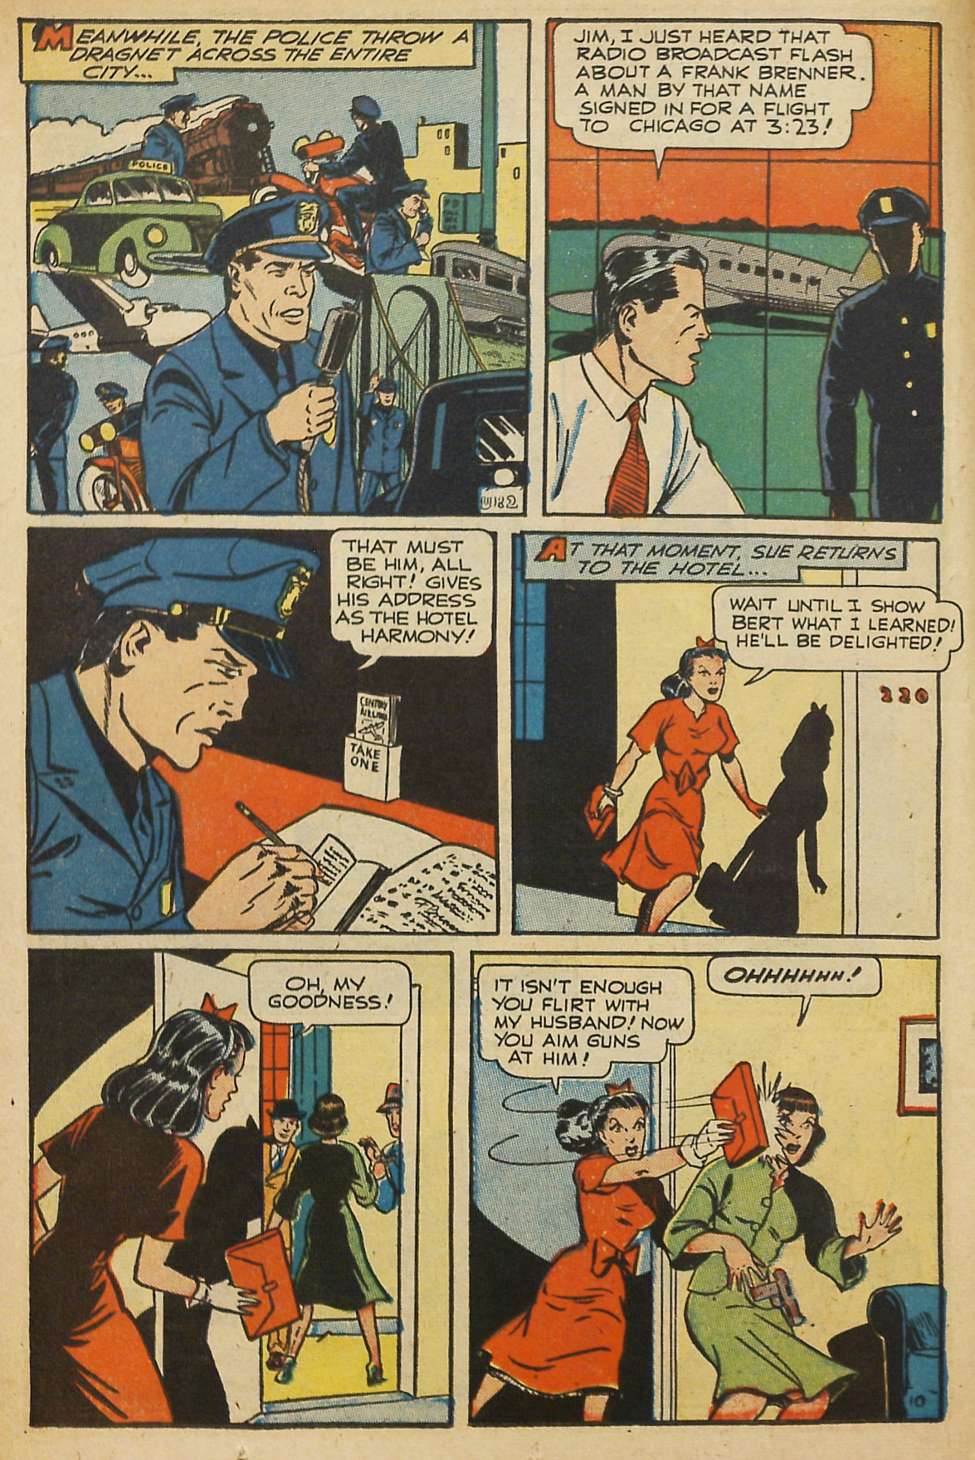 MEANWHILE, THE POLICE THROW A
DRAGNET ACROSS THE ENTIRE
CITY...
POLICE
JIM, I JUST HEARD THAT
RADIO BROADCAST FLASH
ABOUT A FRANK BRENNER.
A MAN BY THAT NAME
SIGNED IN FOR A FLIGHT
TO CHICAGO AT 3:23!
THAT MUST
BE HIM, ALL
RIGHT! GIVES
HIS ADDRESS
AS THE HOTEL
HARMONY!
CENTURY
AIRLINES
TAKE
ONE
AT THAT MOMENT, SUE RETURNS
TO THE HOTEL...
WAIT UNTIL I SHOW
BERT WHAT I LEARNED!
HE'LL BE DELIGHTED!
220
OH, MY
GOODNESS!
IT ISN'T ENOUGH
YOU FLIRT WITH
MY HUSBAND! NOW
YOU AIM GUNS
AT HIM!
OHHHHHH!
10